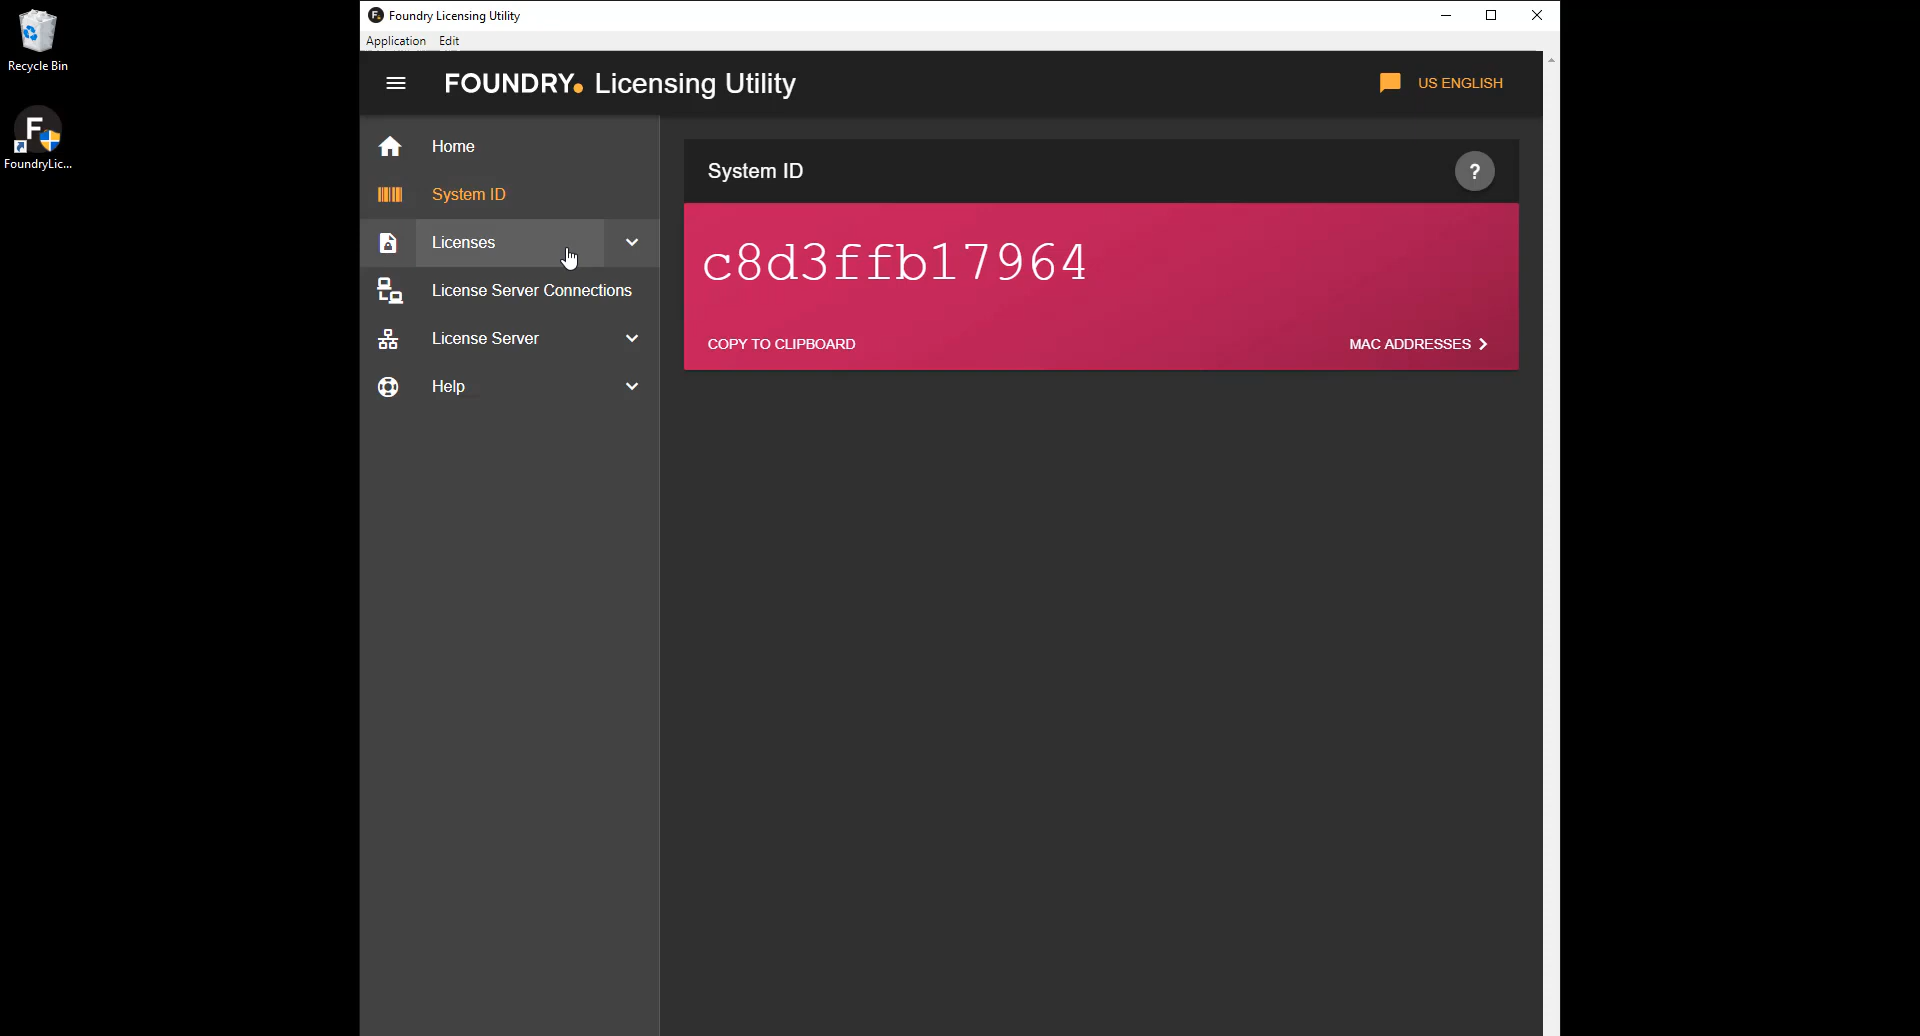 Recycle Bin
FoundryLic...
Foundry Licensing Utility
Application Edit
FOUNDRY. Licensing Utility
US ENGLISH
Home
System ID
Licenses
License Server Connections
License Server
Help
System ID
?
c8d3ffb17964
COPY TO CLIPBOARD
MAC ADDRESSES